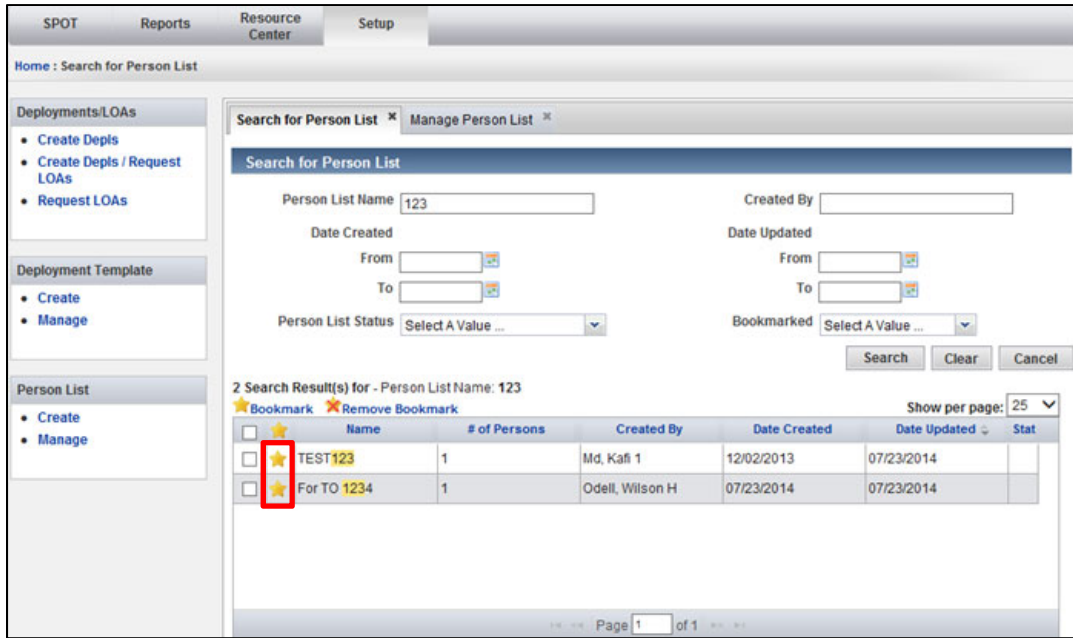 SPOT Reports Resource Center Setup
Home : Search for Person List
Deployments/LOAs
• Create Depls
• Create Depls / Request
LOAs
• Request LOAs
Deployment Template
• Create
• Manage
Person List
• Create
• Manage
Search for Person List Manage Person List
Search for Person List
Person List Name 123 Created By
Date Created Date Updated
From From
To To
Person List Status Select A Value ... Bookmarked Select A Value ...
Search Clear Cancel
2 Search Result(s) for - Person List Name: 123
Bookmark Remove Bookmark Show per page: 25
Name # of Persons Created By Date Created Date Updated Stat
TEST123 1 Md, Kafi 1 12/02/2013 07/23/2014
For TO 1234 1 Odell, Wilson H 07/23/2014 07/23/2014
Page 1 of 1